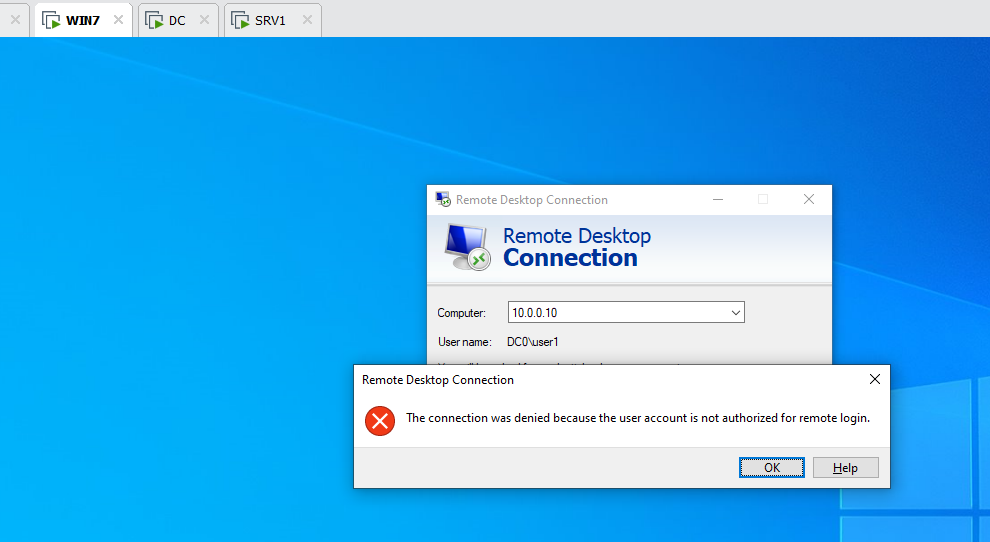 WIN7
DC
SRV1
Remote Desktop Connection
Remote Desktop
Connection
Computer: 10.0.0.10
User name: DC0\user1
Remote Desktop Connection
The connection was denied because the user account is not authorized for remote login.
OK
Help